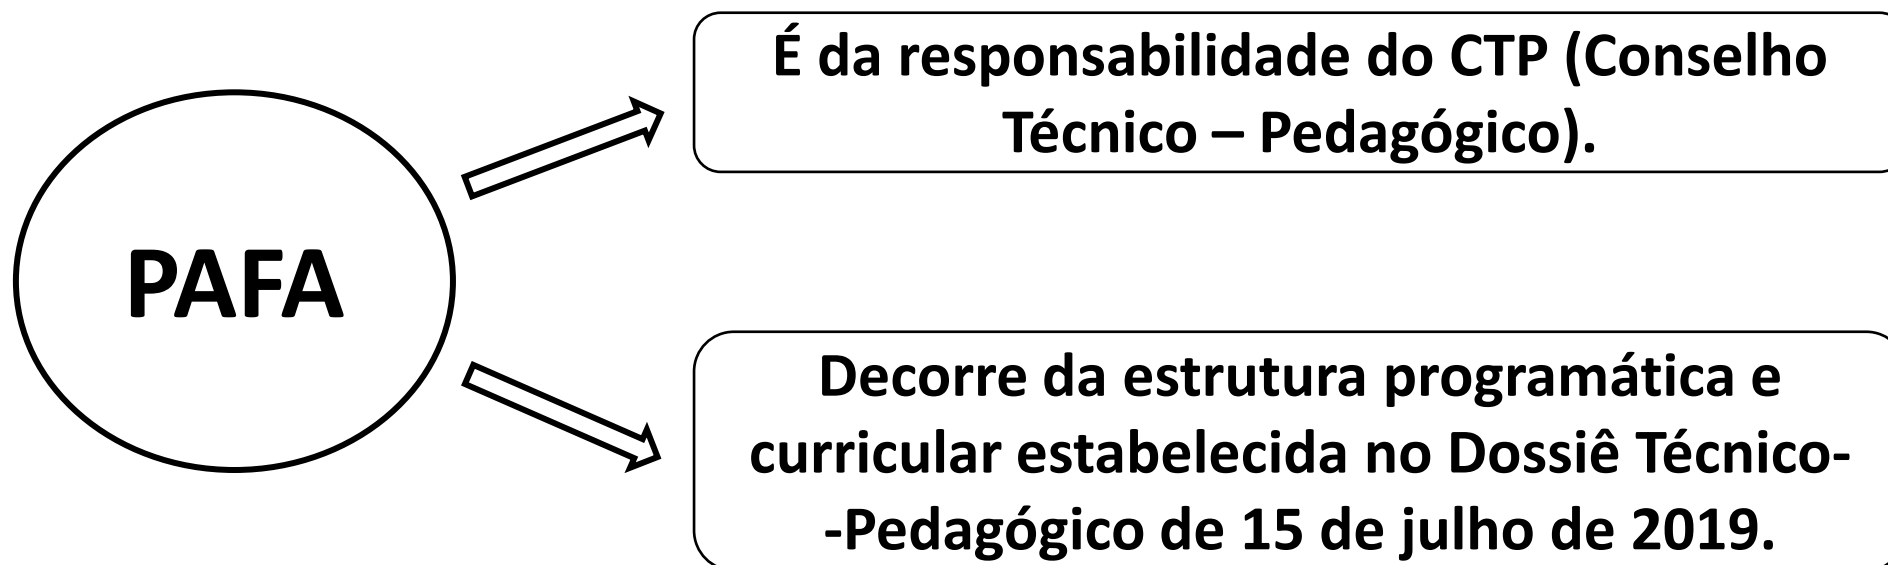 É da responsabilidade do CTP (Conselho
Técnico – Pedagógico).
PAFA
Decorre da estrutura programática e
curricular estabelecida no Dossiê Técnico-
-Pedagógico de 15 de julho de 2019.